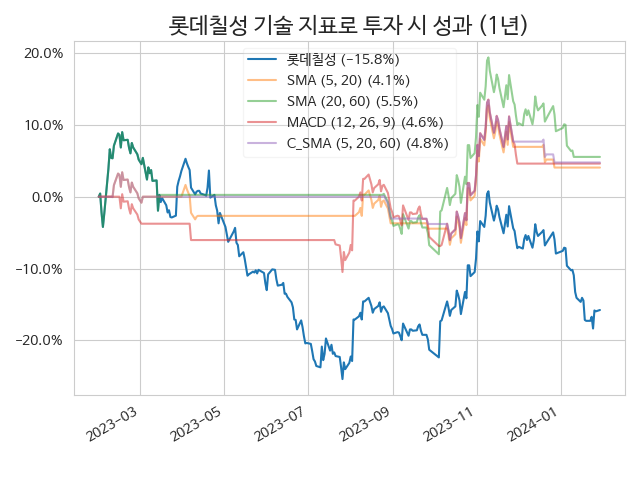 롯데칠성 기술 지표로 투자 시 성과 (1년)
20.0%
10.0%
0.0%
−10.0%
−20.0%
롯데칠성 (-15.8%)
SMA (5, 20) (4.1%)
SMA (20, 60) (5.5%)
MACD (12, 26, 9) (4.6%)
C_SMA (5, 20, 60) (4.8%)
2023-03
2023-05
2023-07
2023-09
2023-11
2024-01